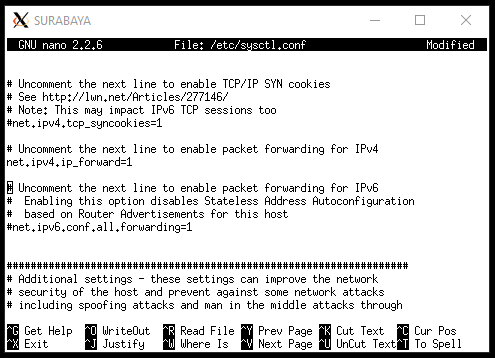 SURABAYA
GNU nano 2.2.6 File: /etc/sysctl.conf Modified
# Uncomment the next line to enable TCP/IP SYN cookies
# See http://lwn.net/Articles/277146/
# Note: This may impact IPv6 TCP sessions too
#net.ipv4.tcp_syncookies=1
# Uncomment the next line to enable packet forwarding for IPv4
net.ipv4.ip_forward=1
# Uncomment the next line to enable packet forwarding for IPv6
#  Enabling this option disables Stateless Address Autoconfiguration
#  based on Router Advertisements for this host
#net.ipv6.conf.all.forwarding=1
###################################################################
# Additional settings - these settings can improve the network
# security of the host and prevent against some network attacks
# including spoofing attacks and man in the middle attacks through
^G Get Help ^O WriteOut ^R Read File ^Y Prev Page ^K Cut Text ^C Cur Pos
^X Exit ^J Justify ^W Where Is ^V Next Page ^U UnCut Text ^T To Spell